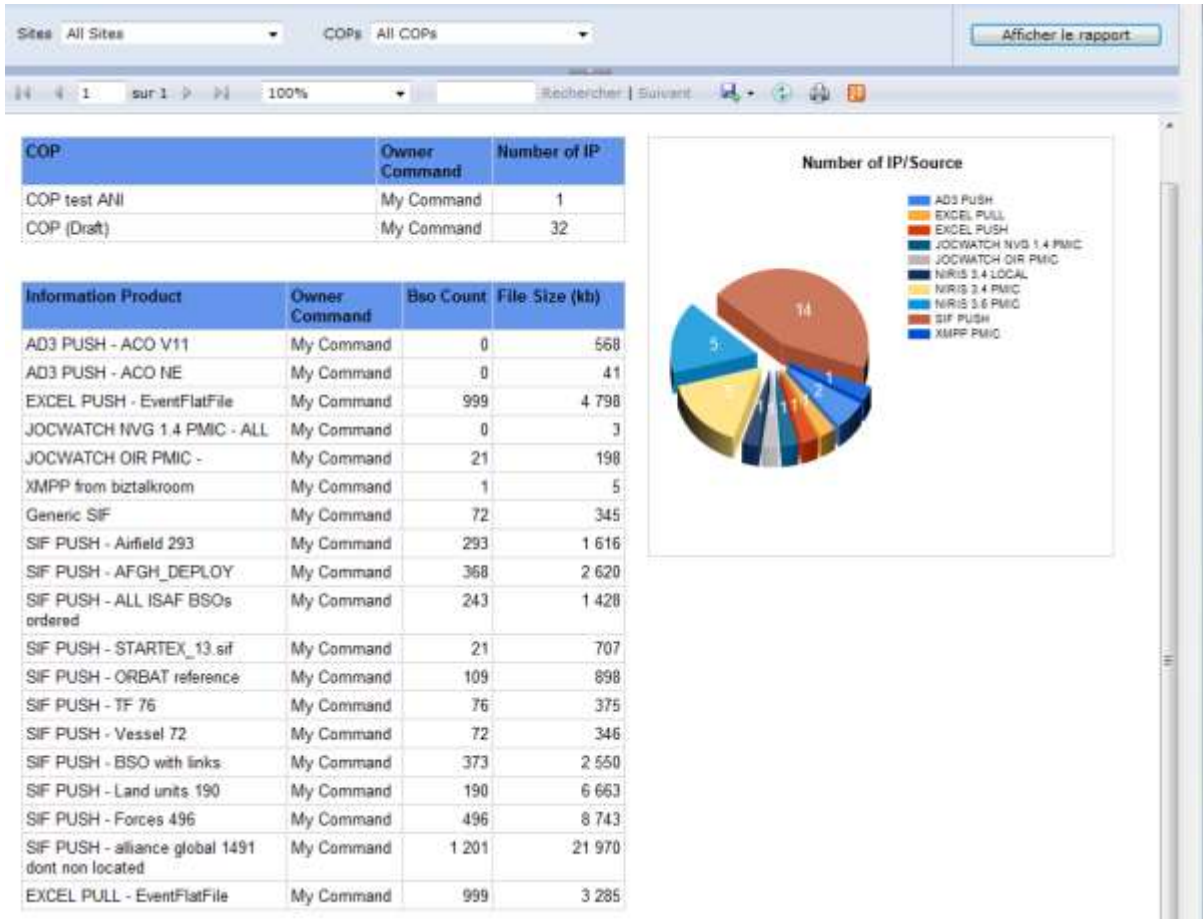 Sites All Sites COPs All COPs Afficher le rapport
1 sur 1 100% Rechercher | Suivant
COP Owner Command Number of IP
COP test ANI My Command 1
COP (Draft) My Command 32
Information Product Owner Command Bso Count File Size (kb)
AD3 PUSH - ACO V11 My Command 0 568
AD3 PUSH - ACO NE My Command 0 41
EXCEL PUSH - EventFlatFile My Command 999 4 798
JOCWATCH NVG 1.4 PMIC - ALL My Command 0 3
JOCWATCH OIR PMIC - My Command 21 198
XMPP from biztalkroom My Command 1 5
Generic SIF My Command 72 345
SIF PUSH - Airfield 293 My Command 293 1 616
SIF PUSH - AFGH_DEPLOY My Command 368 2 620
SIF PUSH - ALL ISAF BSOs My Command 243 1 428
ordered
SIF PUSH - STARTEX_13.sif My Command 21 707
SIF PUSH - ORBAT reference My Command 109 898
SIF PUSH - TF 76 My Command 76 375
SIF PUSH - Vessel 72 My Command 72 346
SIF PUSH - BSO with links My Command 373 2 550
SIF PUSH - Land units 190 My Command 190 6 663
SIF PUSH - Forces 496 My Command 496 8 743
SIF PUSH - alliance global 1491 My Command 1 201 21 970
dont non located
EXCEL PULL - EventFlatFile My Command 999 3 285
Number of IP/Source
AD3 PUSH
EXCEL PULL
EXCEL PUSH
JOCWATCH NVG 1.4 PMIC
JOCWATCH OIR PMIC
NIRIS 3.4 LOCAL
NIRIS 3.4 PMIC
NIRIS 3.6 PMIC
SIF PUSH
XMPP PMIC
14
5
1
2
1 1 1 1